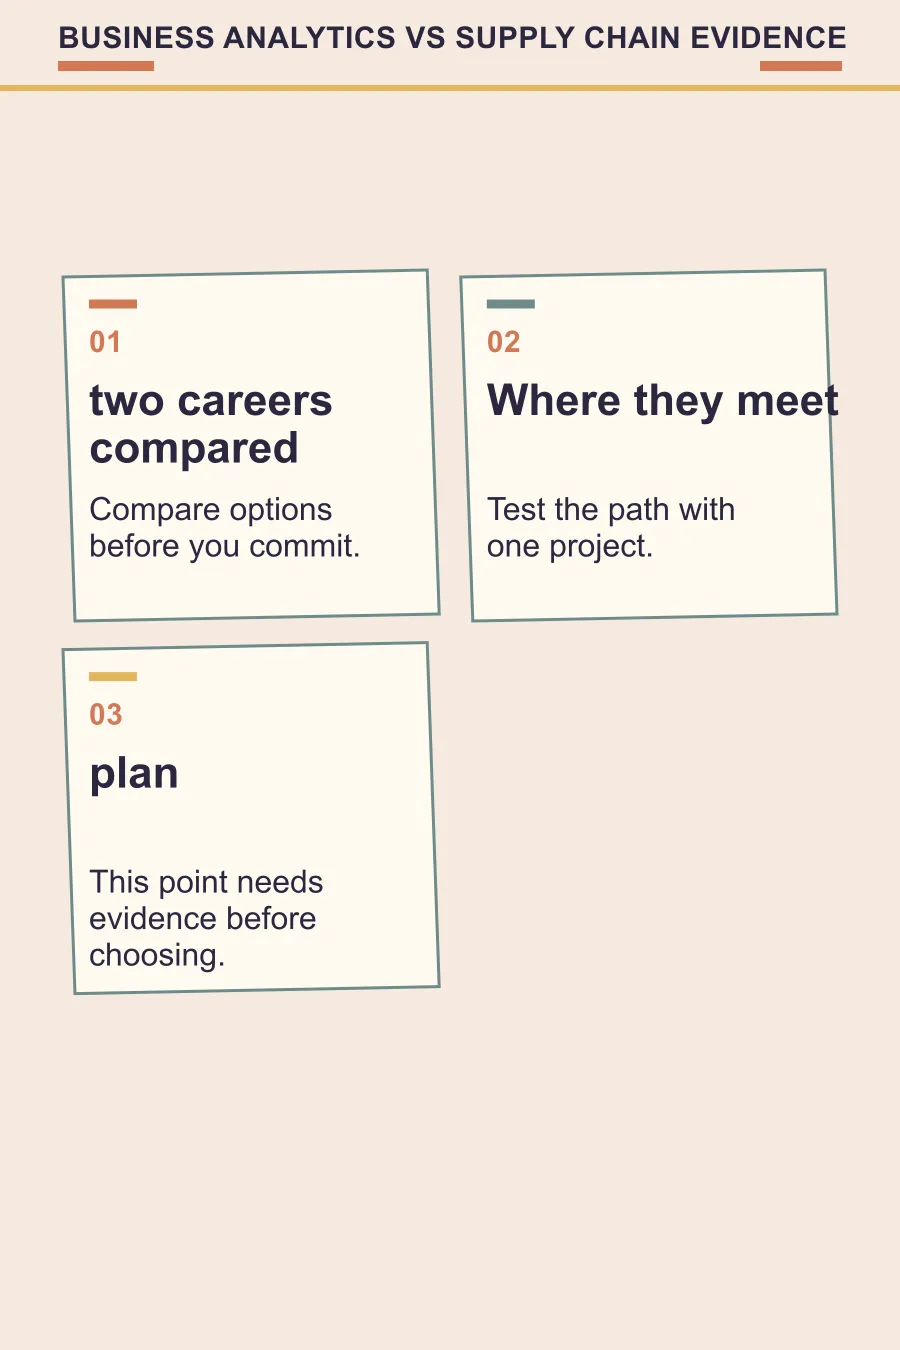 BUSINESS ANALYTICS VS SUPPLY CHAIN EVIDENCE
01
two careers
compared
Compare options
before you commit.
02
Where they meet
Test the path with
one project.
03
plan
This point needs
evidence before
choosing.